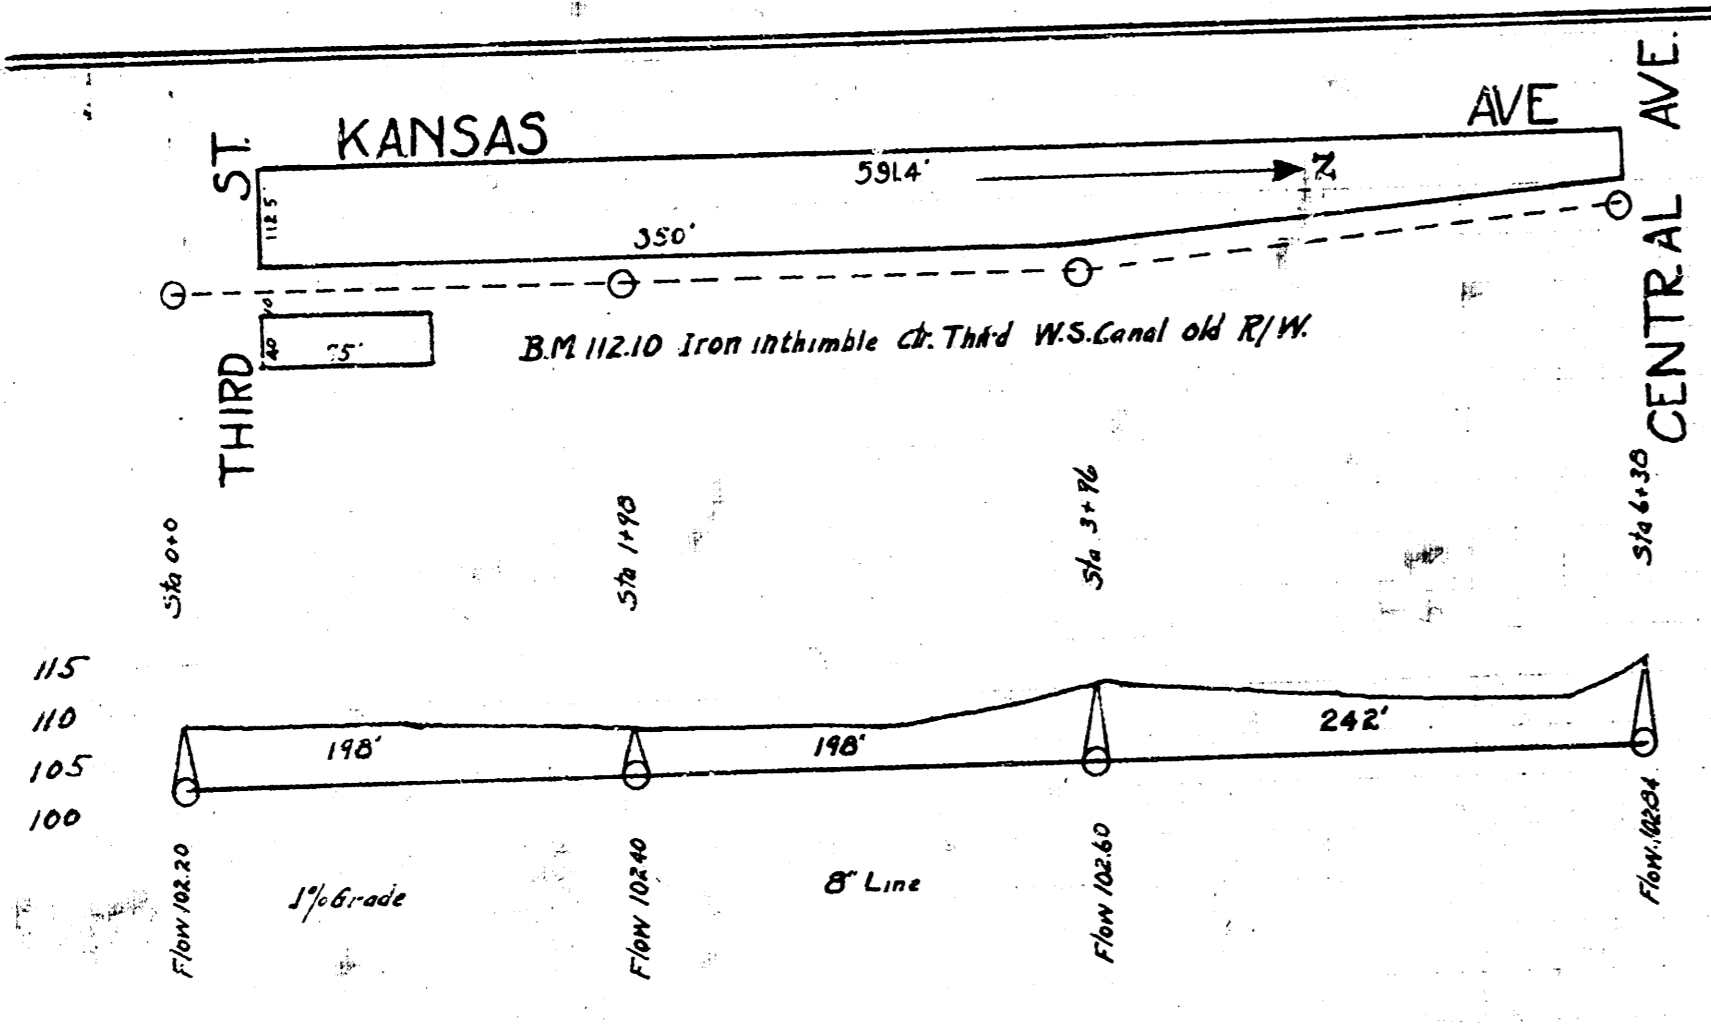 KANSAS AVE
THIRD ST.
CENTRAL AVE.
591.4'
N
112.5
350'
10
40
B.M 112.10 Iron in thimble Ctr. Third W.S. Canal old R/W.
Sta 0+0
Sta 1+98
Sta 3+96
Sta 6+38
115
110
105
100
198'
198'
242'
Flow 102.20
Flow 102.40
Flow 102.60
Flow 102.84
1% Grade
8" Line